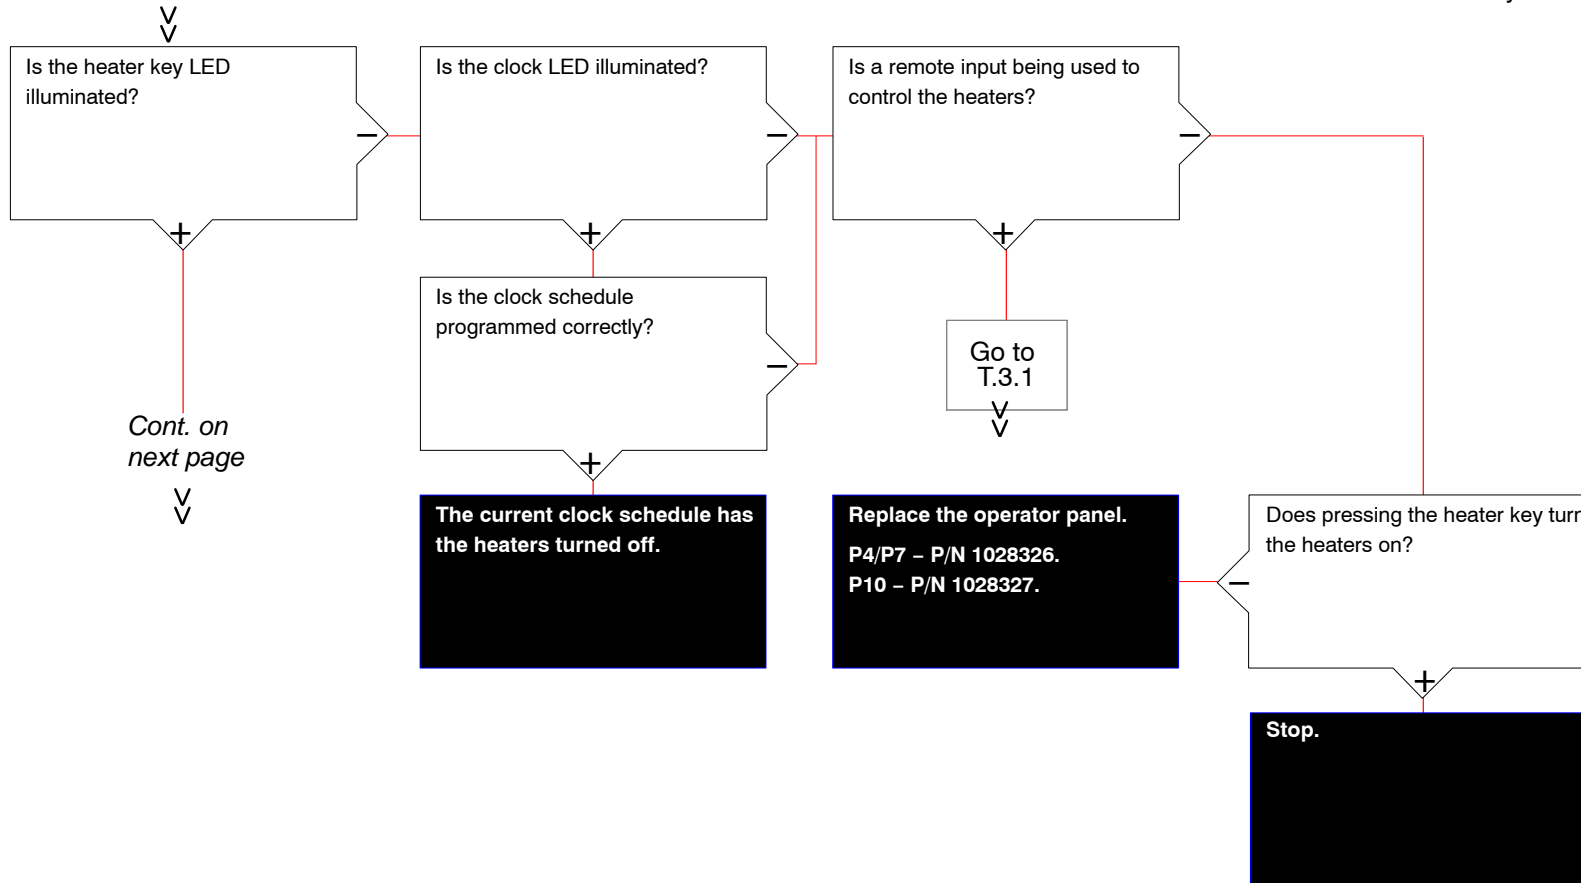 Is the heater key LED
illuminated?
Is the clock LED illuminated?
Is a remote input being used to
control the heaters?
−
−
−
+
+
+
Is the clock schedule
programmed correctly?
−
+
Go to
T.3.1
Cont. on
next page
The current clock schedule has
the heaters turned off.
Replace the operator panel.
P4/P7 − P/N 1028326.
P10 − P/N 1028327.
Does pressing the heater key turn
the heaters on?
−
+
Stop.